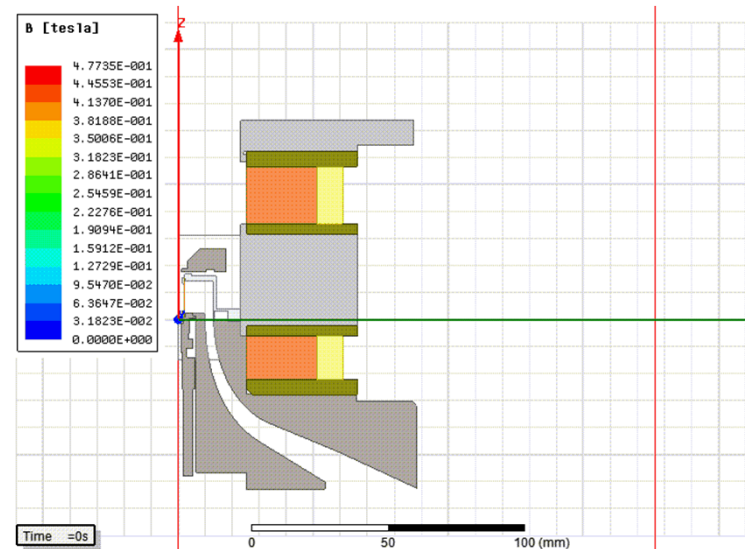 B [tesla]
4.7735E-001
4.4553E-001
4.1370E-001
3.8188E-001
3.5006E-001
3.1823E-001
2.8641E-001
2.5459E-001
2.2276E-001
1.9094E-001
1.5912E-001
1.2729E-001
9.5470E-002
6.3647E-002
3.1823E-002
0.0000E+000
Z
Time =0s
0 50 100 (mm)